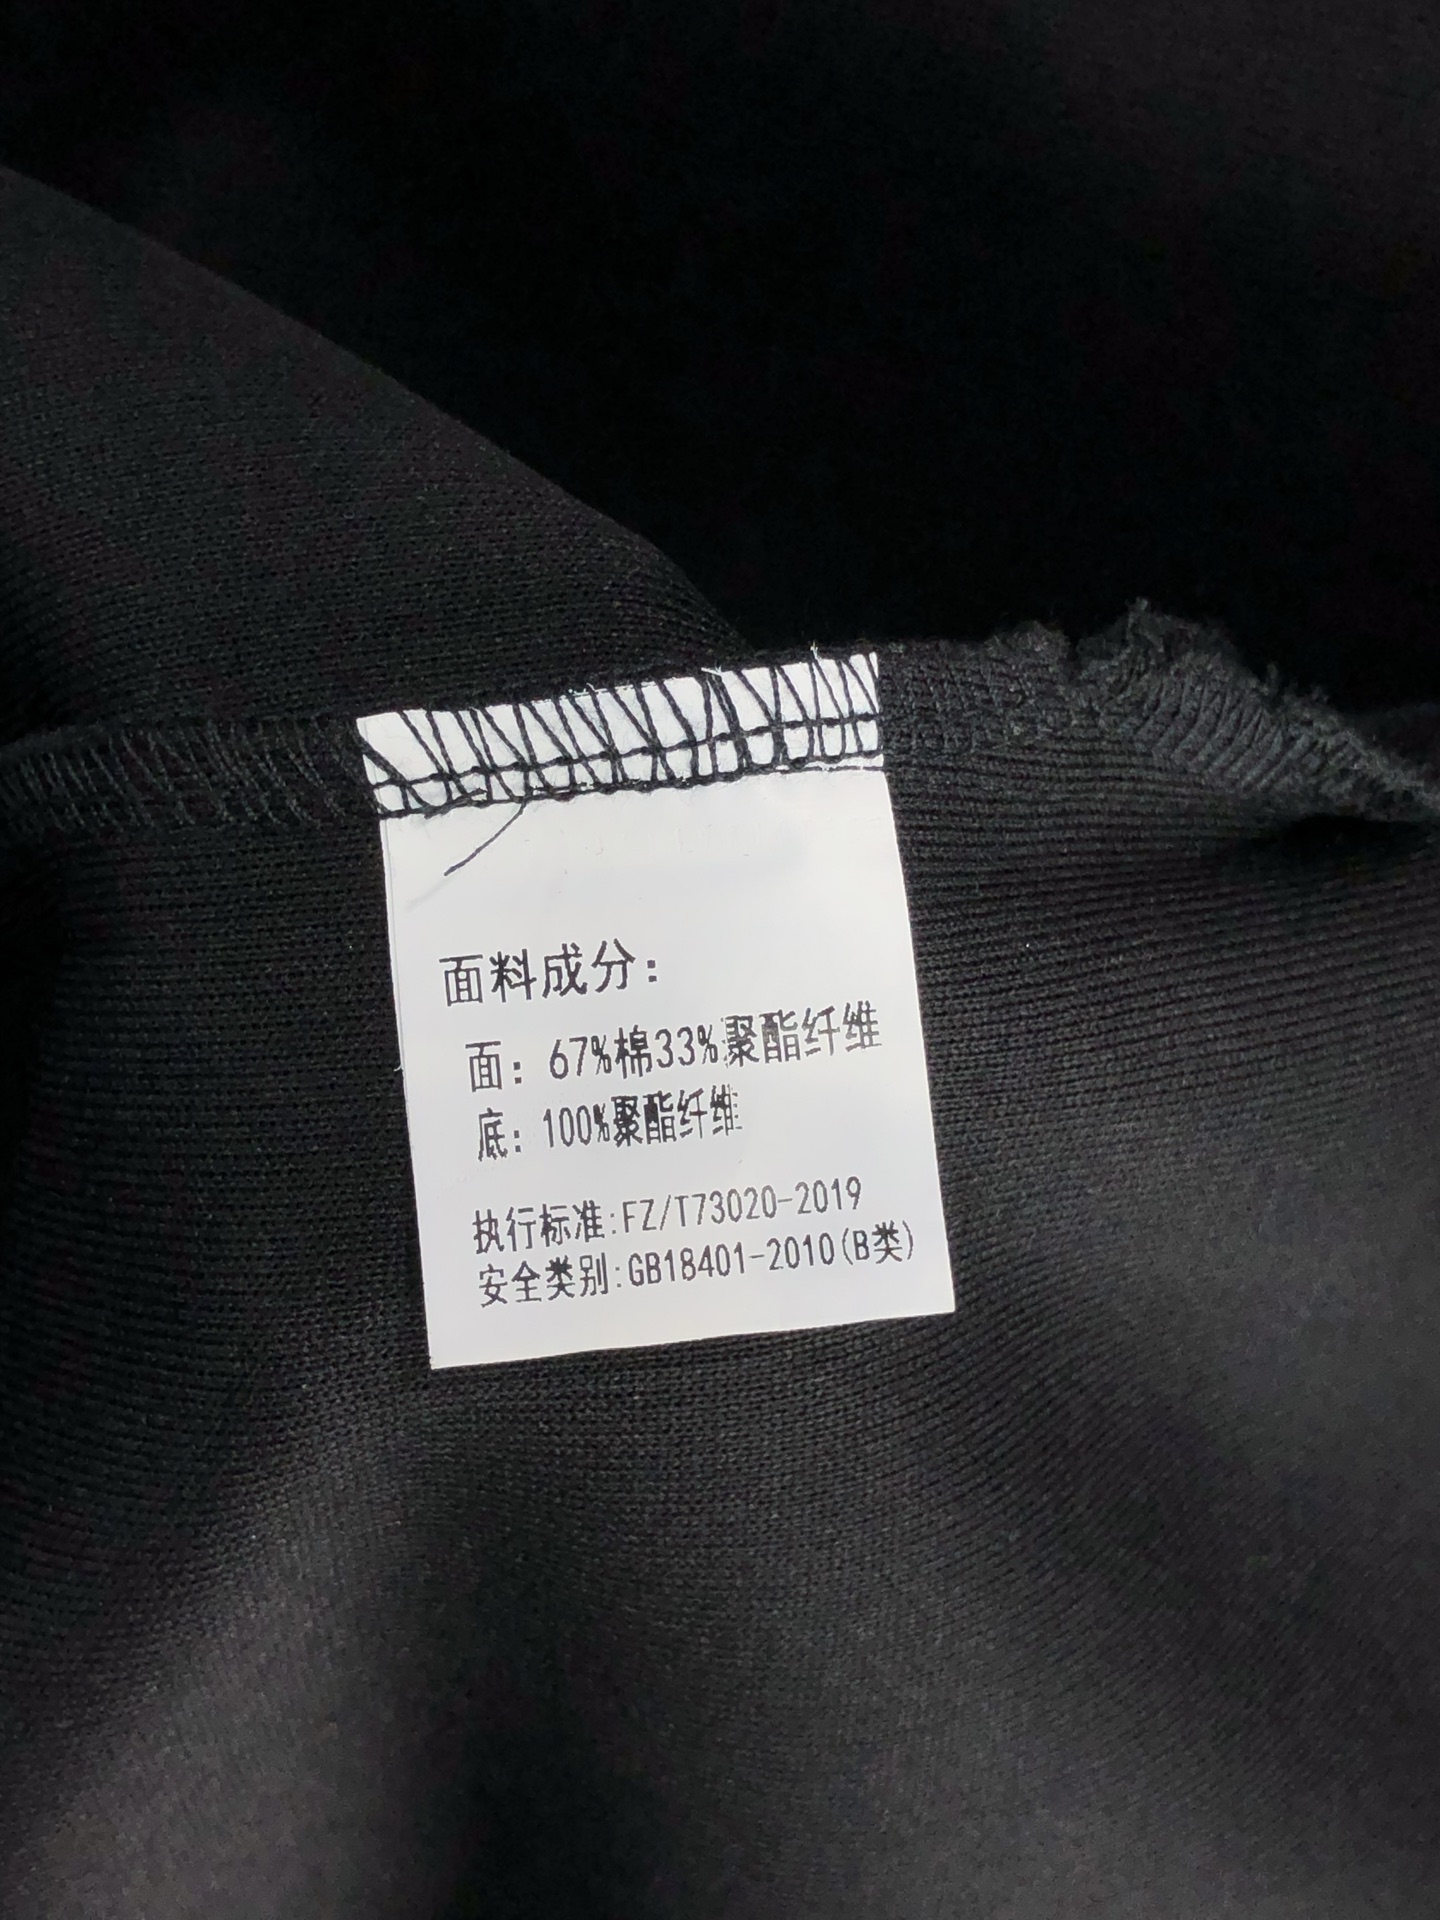 面料成分：
面：67%棉33%聚酯纤维
底：100%聚酯纤维
执行标准:FZ/T73020-2019
安全类别:GB18401-2010(B类)